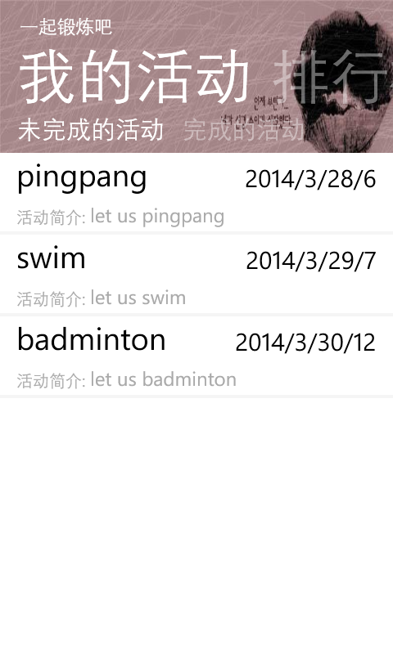 一起锻炼吧
我的活动 排行
未完成的活动 完成的活动
pingpang 2014/3/28/6
活动简介: let us pingpang
swim 2014/3/29/7
活动简介: let us swim
badminton 2014/3/30/12
活动简介: let us badminton